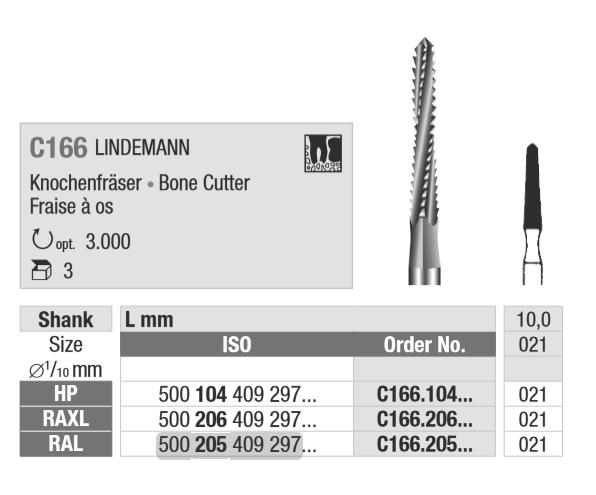 C166 LINDEMANN
Knochenfräser • Bone Cutter
Fraise à os
opt. 3.000
3
Shank L mm 10,0
Size ISO Order No. 021
∅1/10 mm
HP 500 104 409 297... C166.104... 021
RAXL 500 206 409 297... C166.206... 021
RAL 500 205 409 297... C166.205... 021